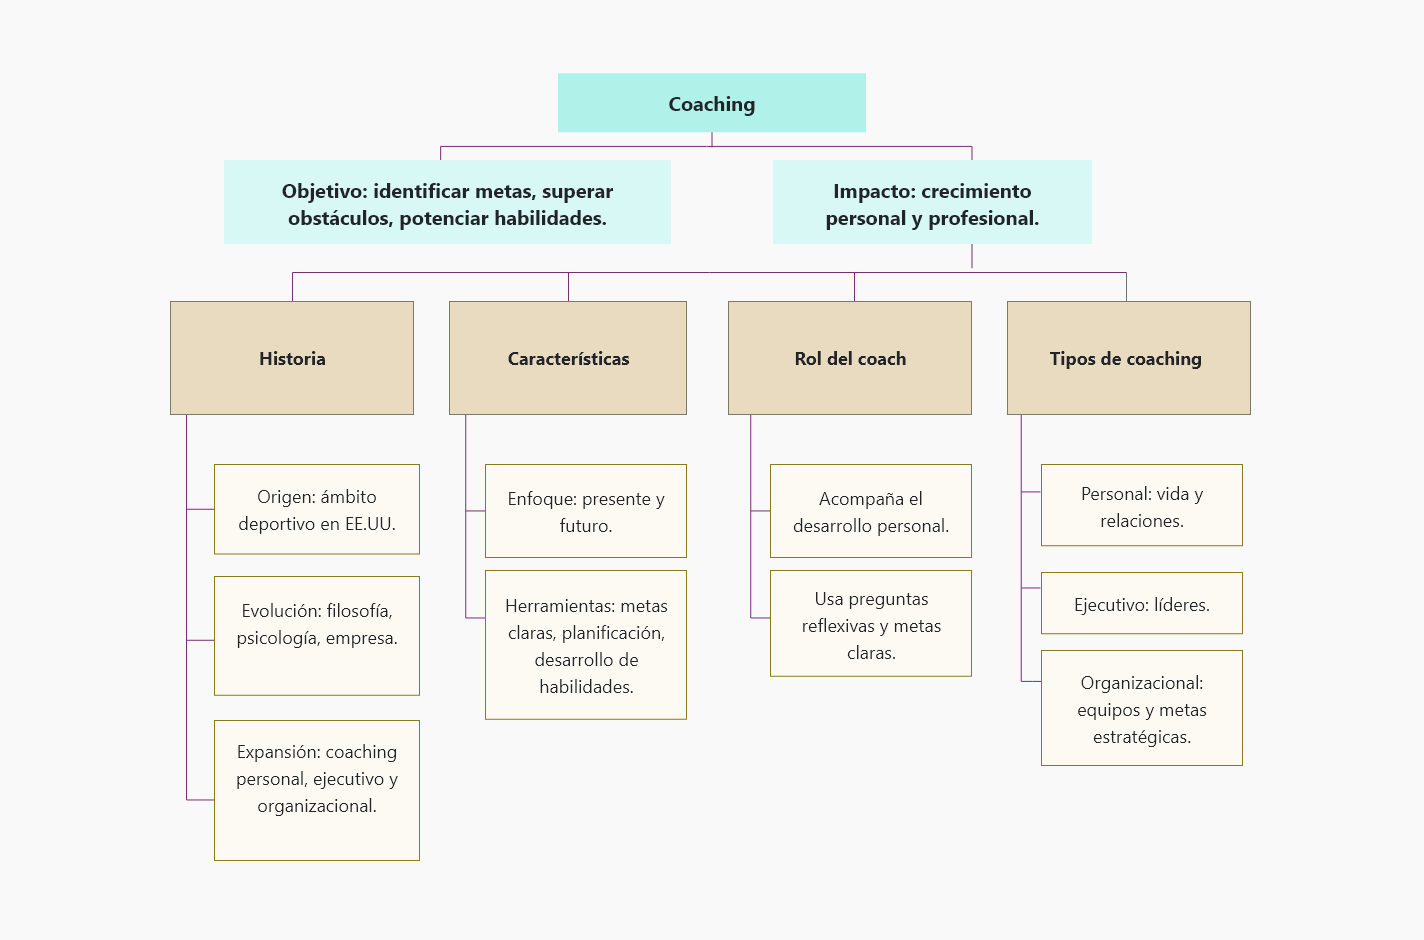 Coaching
Objetivo: identificar metas, superar
obstáculos, potenciar habilidades.
Impacto: crecimiento
personal y profesional.
Historia
Características
Rol del coach
Tipos de coaching
Origen: ámbito
deportivo en EE.UU.
Evolución: filosofía,
psicología, empresa.
Expansión: coaching
personal, ejecutivo y
organizacional.
Enfoque: presente y
futuro.
Herramientas: metas
claras, planificación,
desarrollo de
habilidades.
Acompaña el
desarrollo personal.
Usa preguntas
reflexivas y metas
claras.
Personal: vida y
relaciones.
Ejecutivo: líderes.
Organizacional:
equipos y metas
estratégicas.